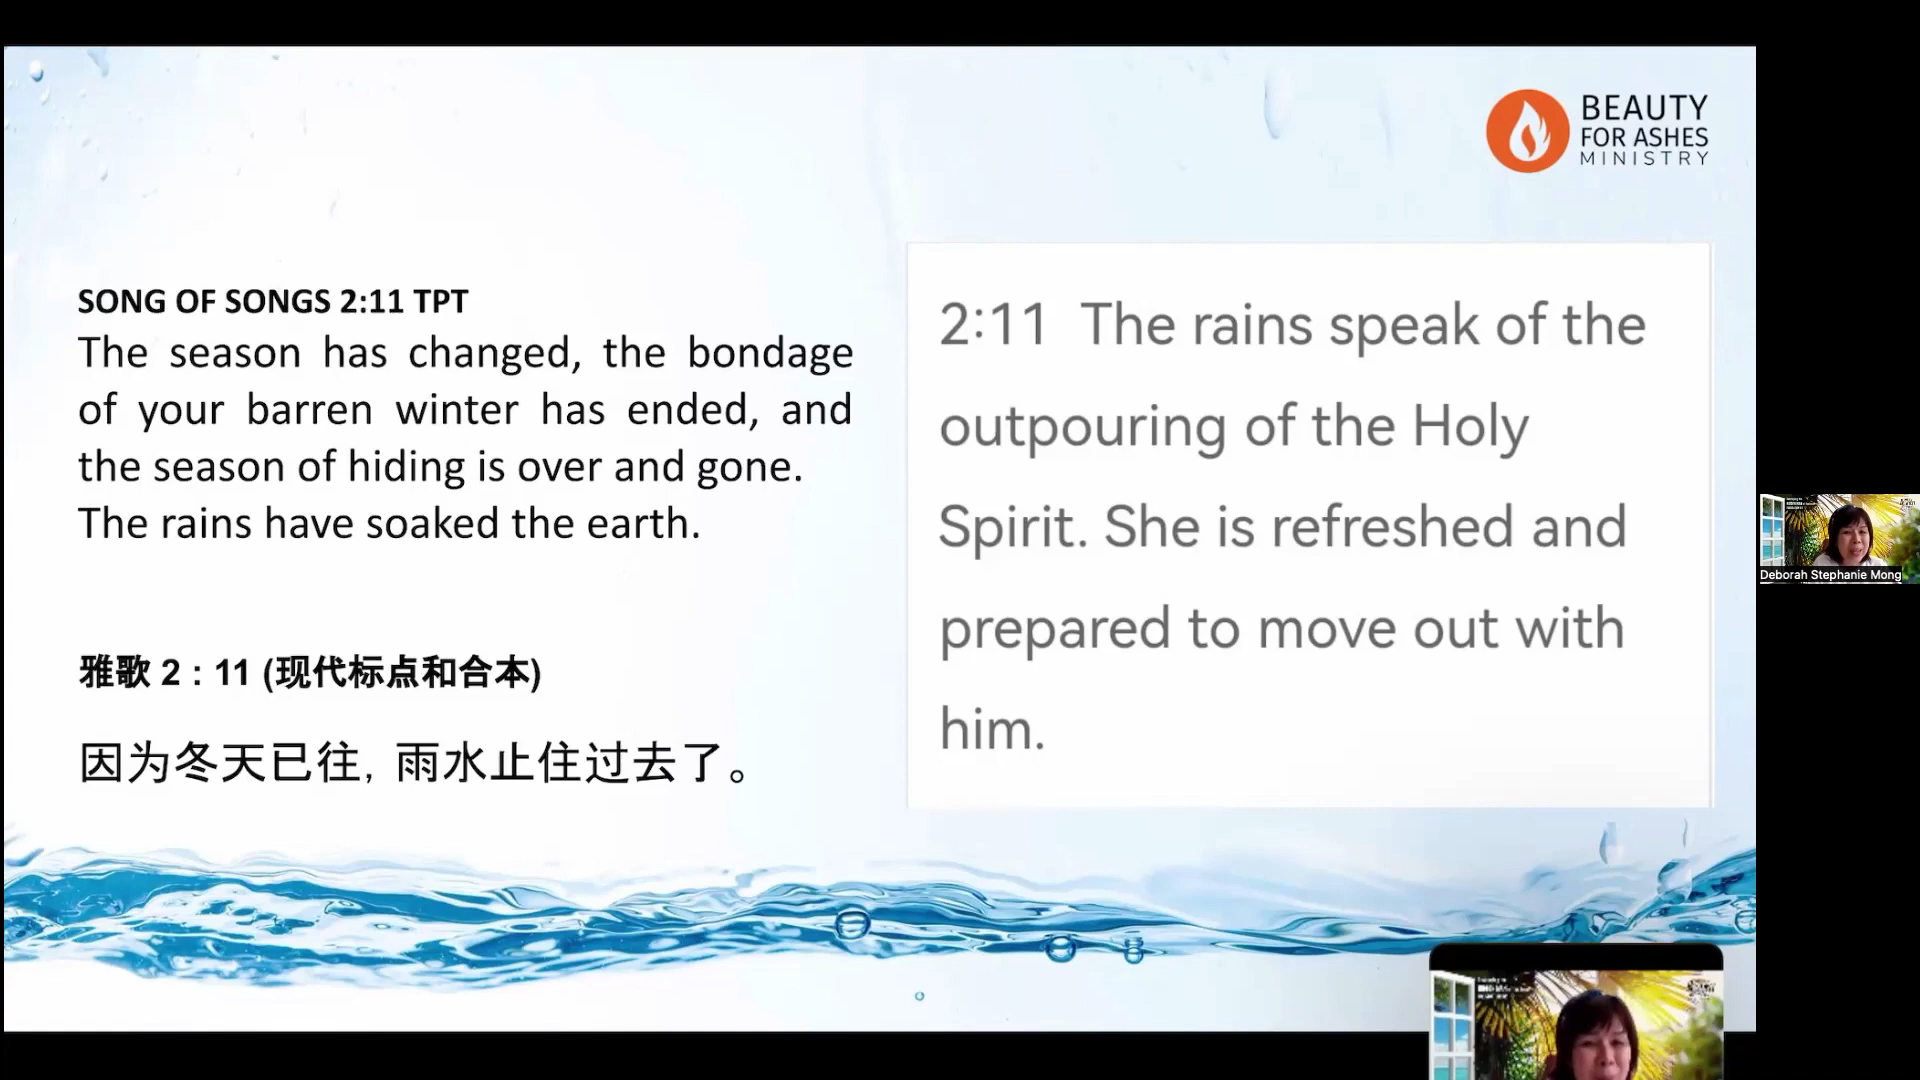 BEAUTY
FOR ASHES
MINISTRY
SONG OF SONGS 2:11 TPT
The season has changed, the bondage
of your barren winter has ended, and
the season of hiding is over and gone.
The rains have soaked the earth.
雅歌 2 : 11 (现代标点和合本)
因为冬天已往, 雨水止住过去了。
2:11 The rains speak of the
outpouring of the Holy
Spirit. She is refreshed and
prepared to move out with
him.
Deborah Stephanie Mong